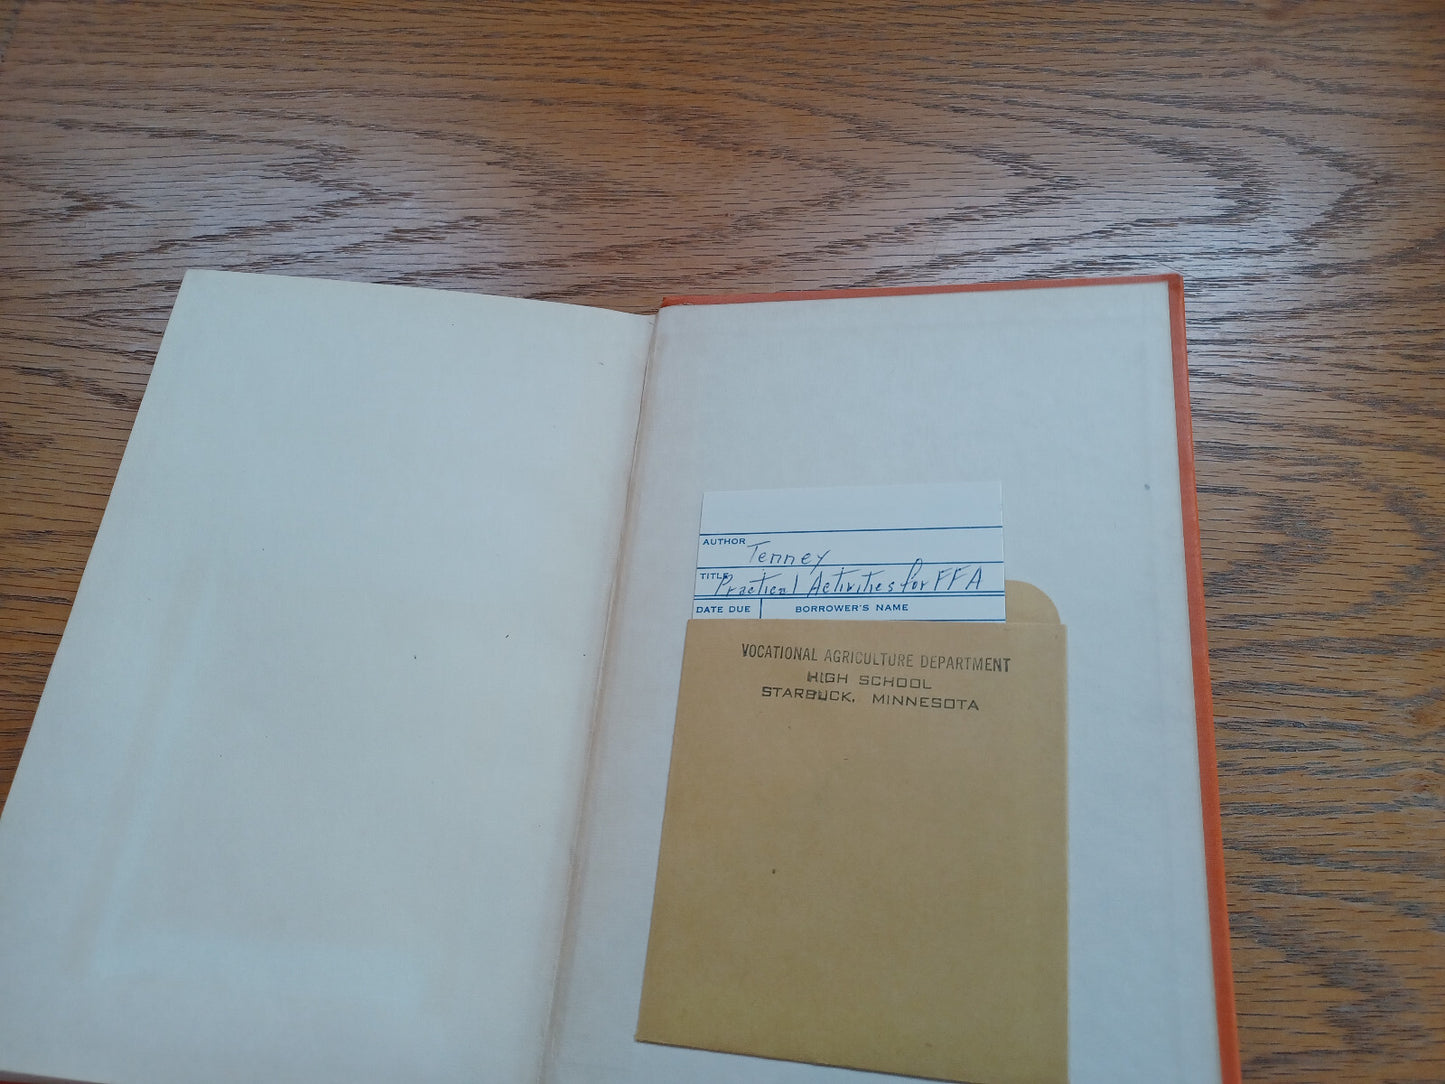 AUTHOR Tenney
TITLE Practical Activities for FFA
DATE DUE BORROWER'S NAME
VOCATIONAL AGRICULTURE DEPARTMENT
HIGH SCHOOL
STARBUCK, MINNESOTA